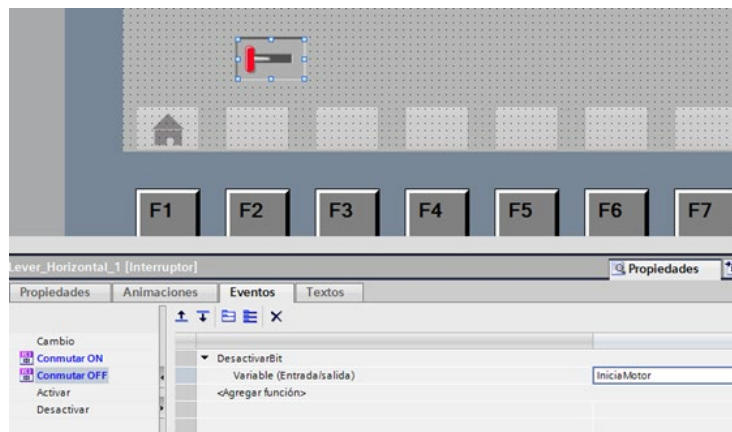 F1 F2 F3 F4 F5 F6 F7
Lever_Horizontal_1 [Interruptor]
Propiedades
Propiedades Animaciones Eventos Textos
Cambio
Conmutar ON
DesactivarBit
Conmutar OFF
Variable (Entrada/salida) IniciaMotor
Activar
<Agregar función>
Desactivar